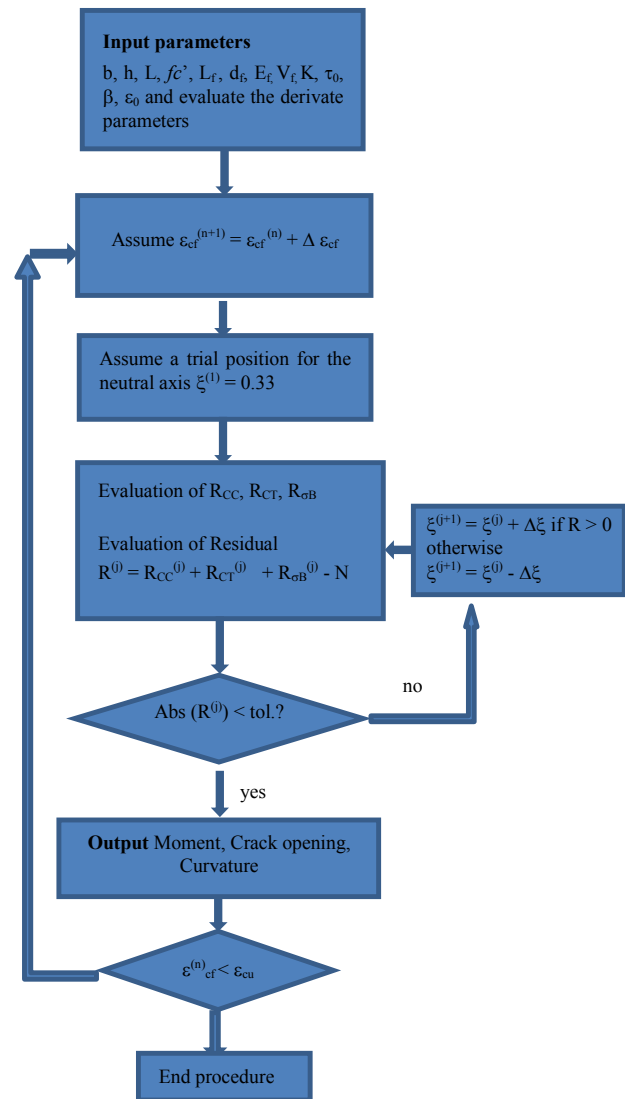 Input parameters
b, h, L, fc’, Lf, df, Ef, Vf, K, τ0,
β, ε0 and evaluate the derivate
parameters
Assume εcf(n+1) = εcf (n) + Δ εcf
Assume a trial position for the
neutral axis ξ(1) = 0.33
Evaluation of RCC, RCT, RσB
Evaluation of Residual
R(j) = RCC(j) + RCT(j) + RσB(j) - N
ξ(j+1) = ξ(j) + Δξ if R > 0
otherwise
ξ(j+1) = ξ(j) - Δξ
no
Abs (R(j)) < tol.?
yes
Output Moment, Crack opening,
Curvature
ε(n)cf < εcu
End procedure